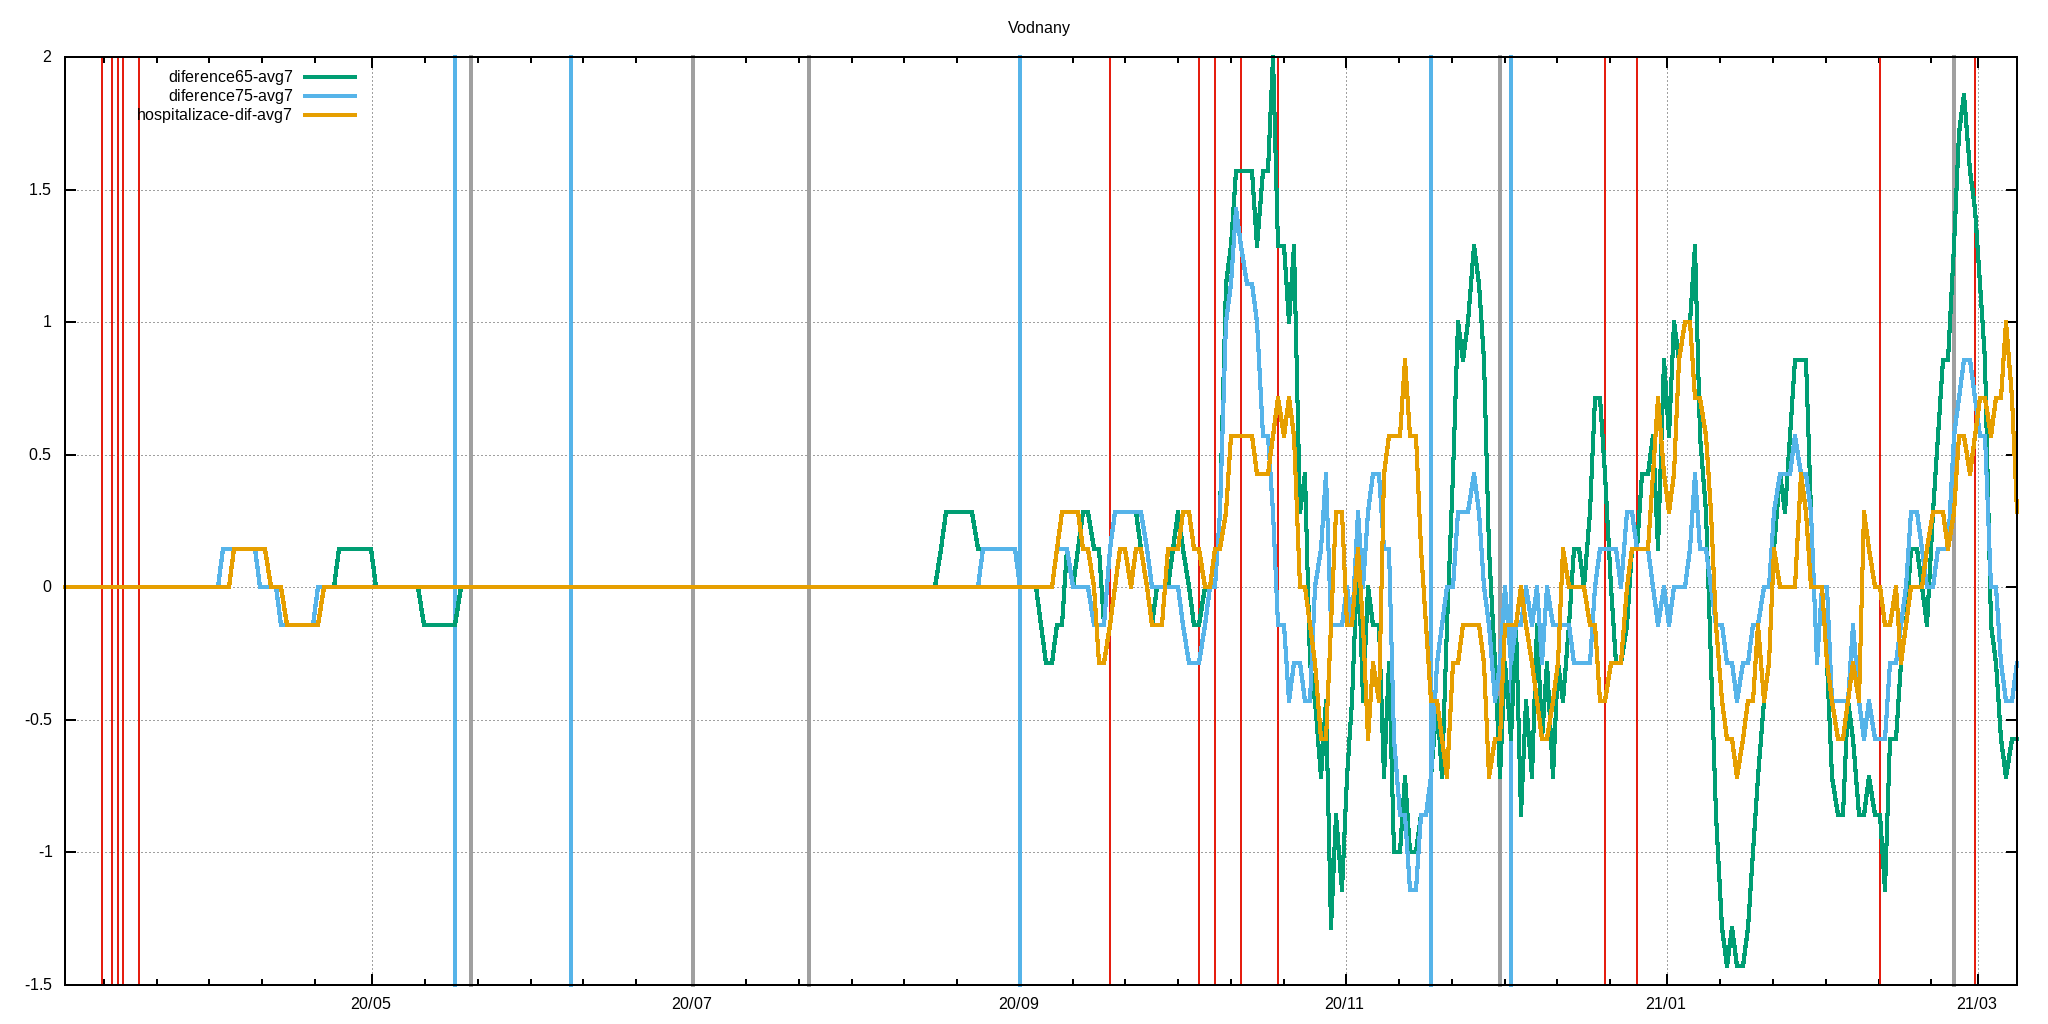 Vodnany
2
diference65-avg7
diference75-avg7
hospitalizace-dif-avg7
1.5
1
0.5
0
-0.5
-1
-1.5
20/05 20/07 20/09 20/11 21/01 21/03